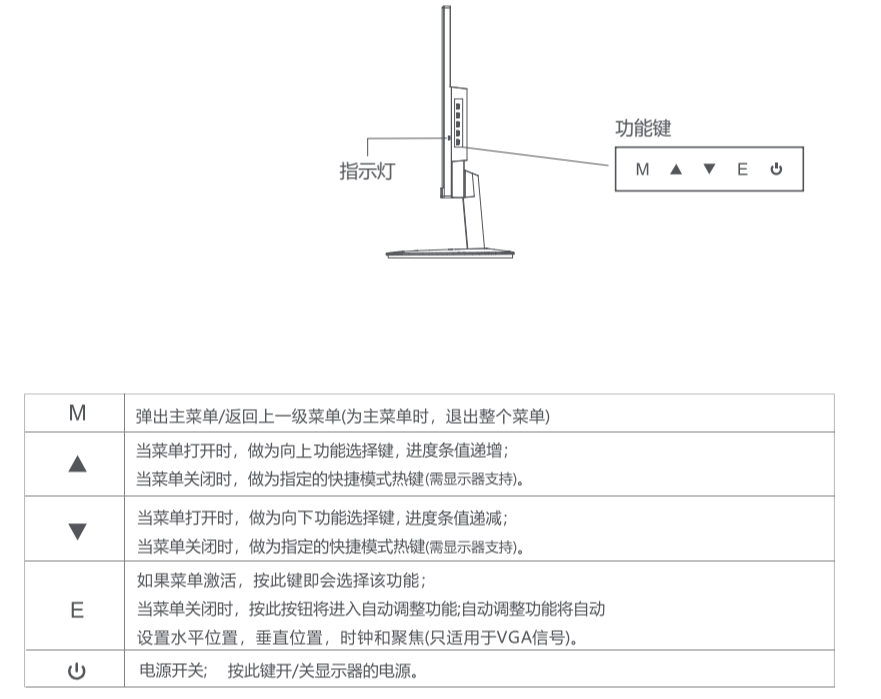 功能键
指示灯
M ▲ ▼ E ⏻
M
弹出主菜单/返回上一级菜单(为主菜单时，退出整个菜单)
▲
当菜单打开时，做为向上功能选择键, 进度条值递增;
当菜单关闭时，做为指定的快捷模式热键(需显示器支持)。
▼
当菜单打开时，做为向下功能选择键, 进度条值递减;
当菜单关闭时，做为指定的快捷模式热键(需显示器支持)。
E
如果菜单激活，按此键即会选择该功能;
当菜单关闭时，按此按钮将进入自动调整功能;自动调整功能将自动
设置水平位置，垂直位置，时钟和聚焦(只适用于VGA信号)。
⏻
电源开关; 按此键开/关显示器的电源。